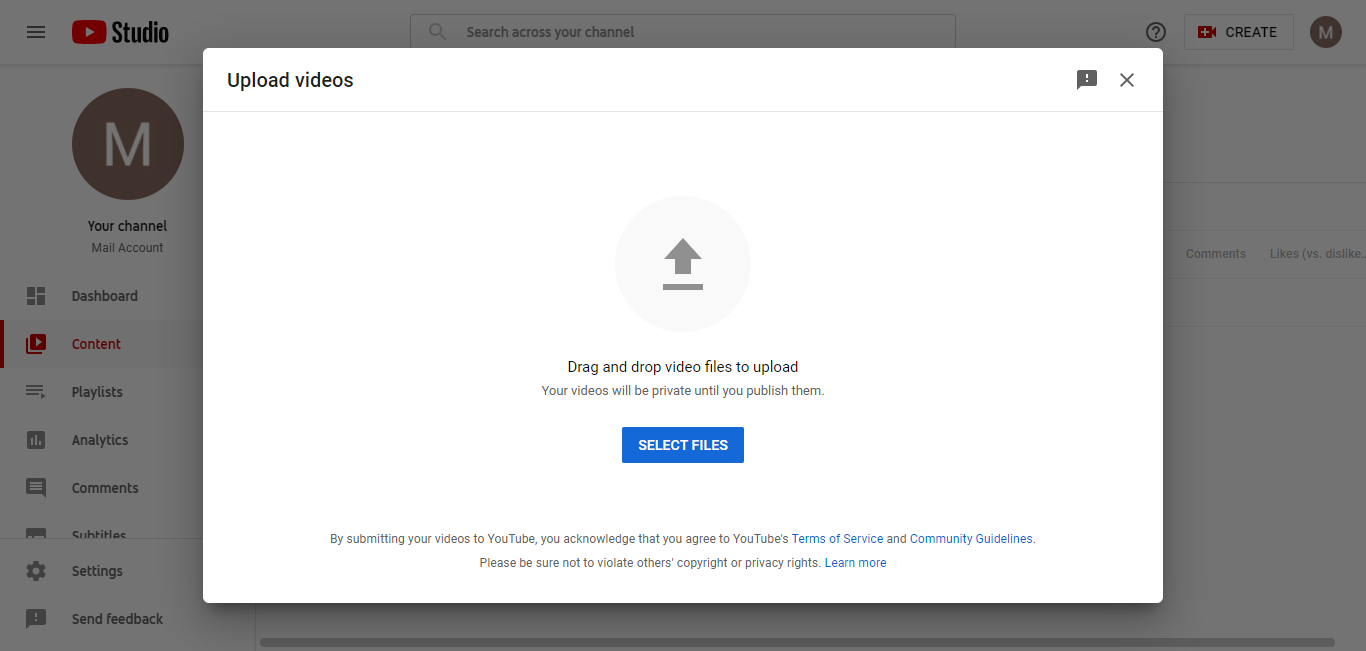 Studio
Search across your channel
CREATE
M
Upload videos
M
Your channel
Mail Account
Dashboard
Content
Playlists
Analytics
Comments
Subtitles
Settings
Send feedback
Drag and drop video files to upload
Your videos will be private until you publish them.
SELECT FILES
By submitting your videos to YouTube, you acknowledge that you agree to YouTube's Terms of Service and Community Guidelines.
Please be sure not to violate others' copyright or privacy rights. Learn more
Comments
Likes (vs. dislike...